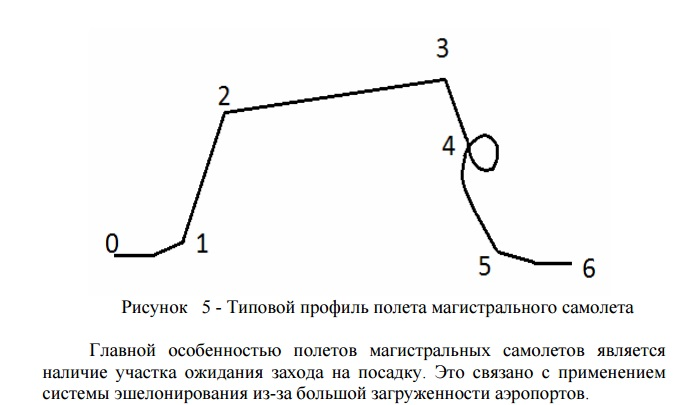 3
2
4
0
1
5
6
Рисунок 5 - Типовой профиль полета магистрального самолета
Главной особенностью полетов магистральных самолетов является
наличие участка ожидания захода на посадку. Это связано с применением
системы эшелонирования из-за большой загруженности аэропортов.